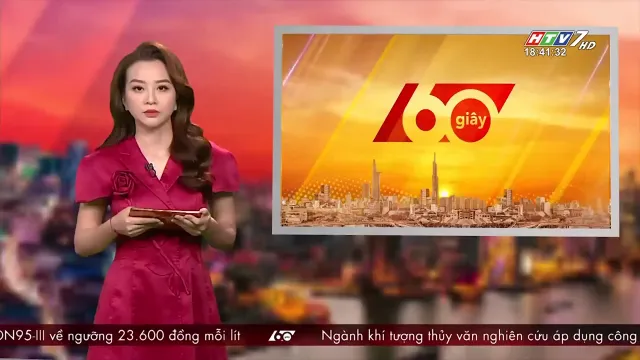 HTV7 HD
18:41:32
60 giây
ON95-III về ngưỡng 23.600 đồng mỗi lít 60 Ngành khí tượng thủy văn nghiên cứu áp dụng công